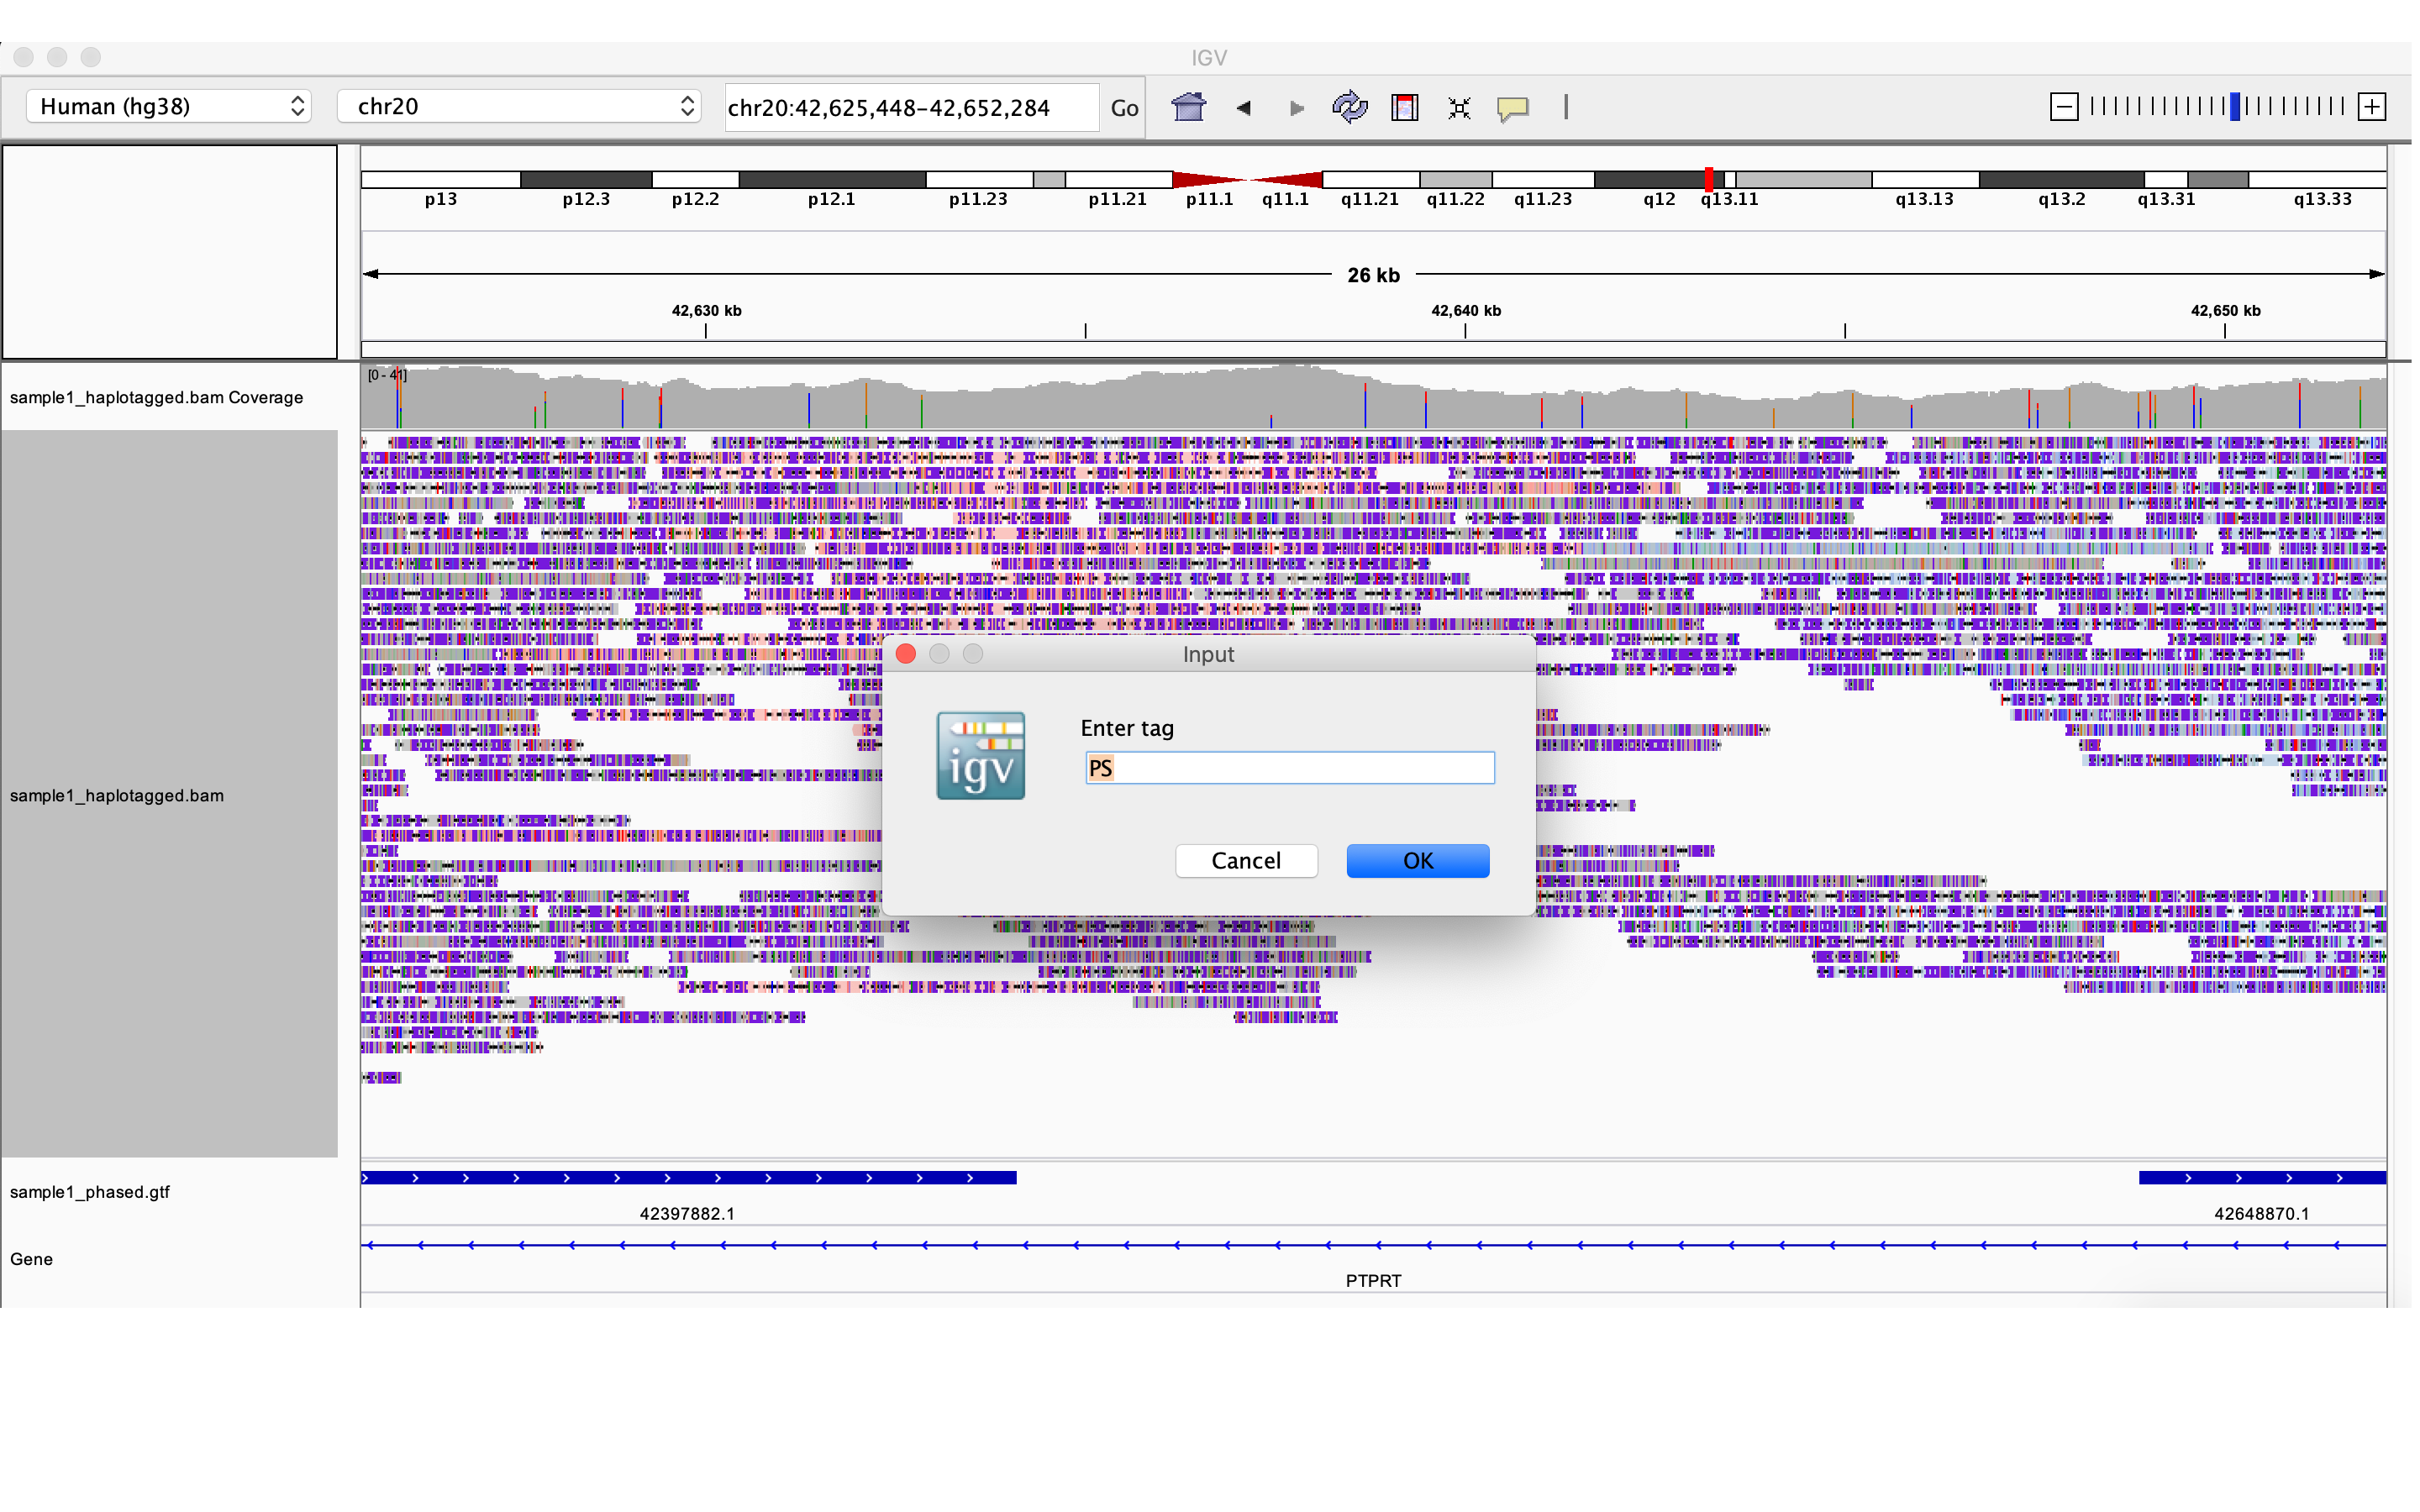 IGV
Human (hg38) chr20 chr20:42,625,448-42,652,284 Go
p13 p12.3 p12.2 p12.1 p11.23 p11.21 p11.1 q11.1 q11.21 q11.22 q11.23 q12 q13.11 q13.13 q13.2 q13.31 q13.33
26 kb
42,630 kb 42,640 kb 42,650 kb
[0 - 41]
sample1_haplotagged.bam Coverage
Input
Enter tag
PS
igv
sample1_haplotagged.bam
Cancel OK
sample1_phased.gtf
42397882.1 42648870.1
Gene
PTPRT